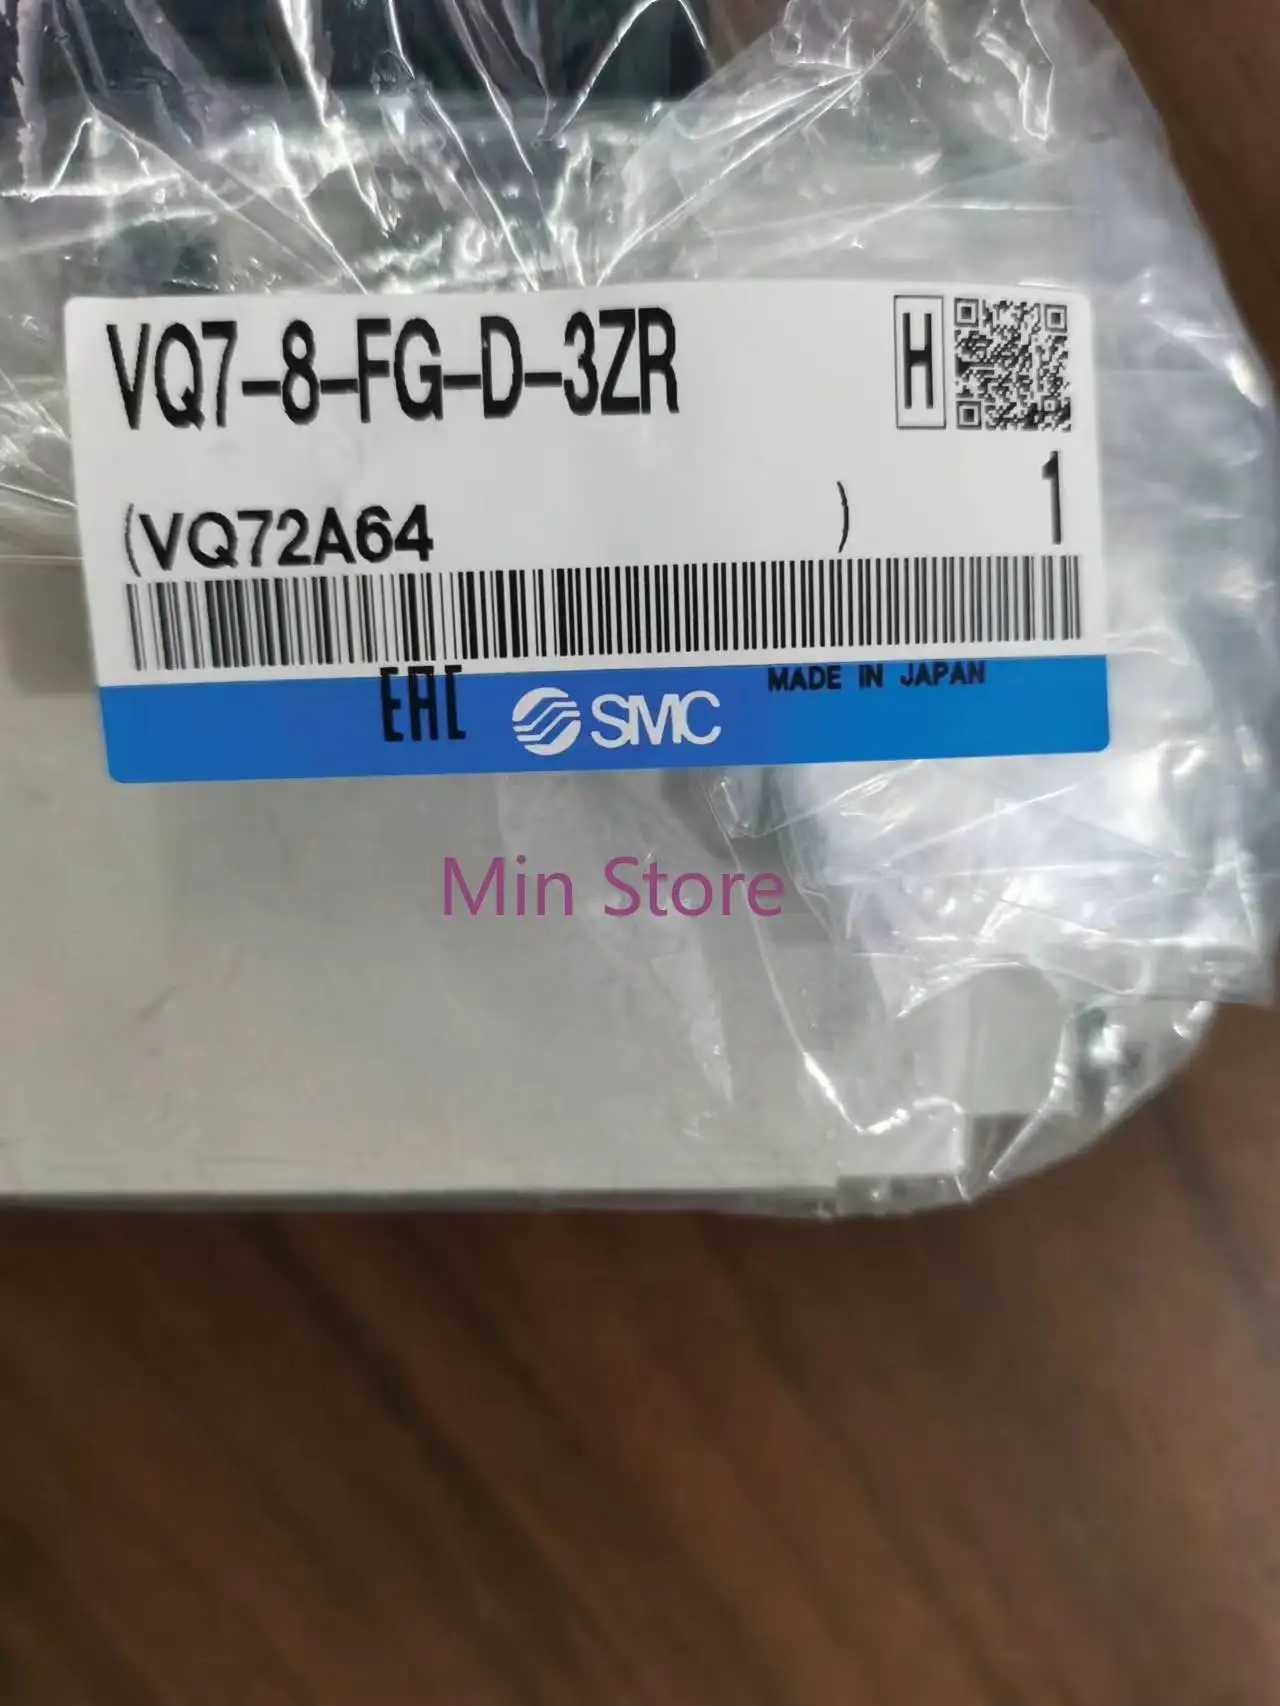 VQ7-8-FG-D-3ZR
H
1
(VQ72A64 )
EAC
SMC
MADE IN JAPAN
Min Store